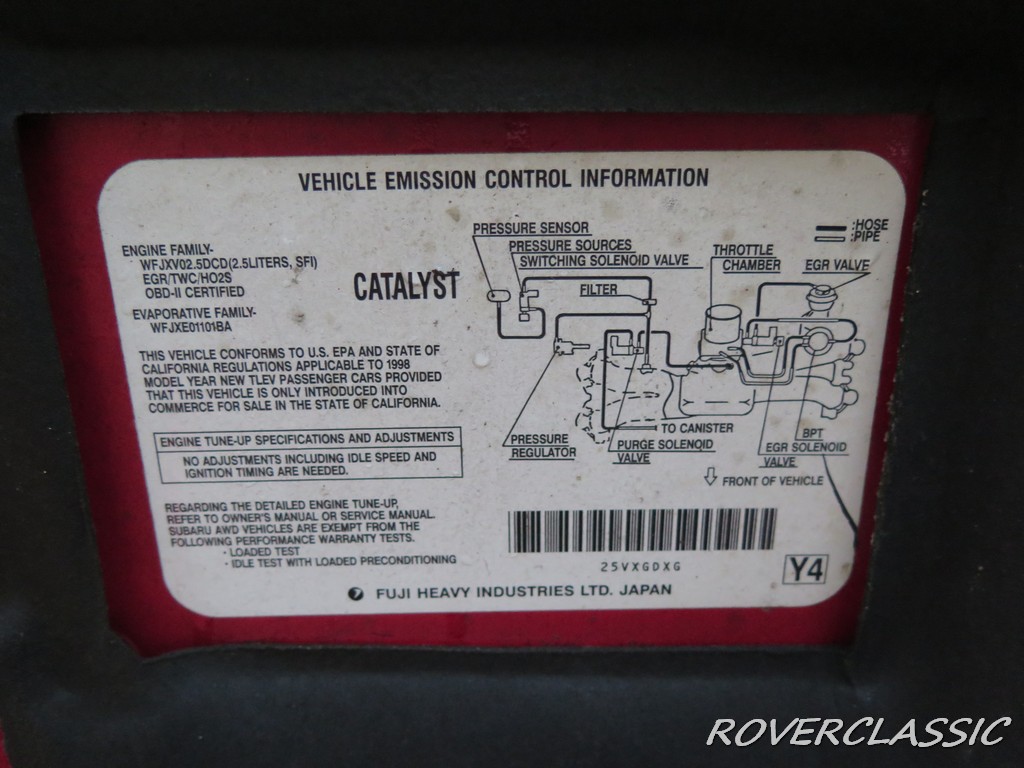 VEHICLE EMISSION CONTROL INFORMATION
ENGINE FAMILY-
WFJXV02.5DCD(2.5LITERS, SFI)
EGR/TWC/HO2S
OBD-II CERTIFIED
EVAPORATIVE FAMILY-
WFJXE01101BA
CATALYST
THIS VEHICLE CONFORMS TO U.S. EPA AND STATE OF
CALIFORNIA REGULATIONS APPLICABLE TO 1998
MODEL YEAR NEW TLEV PASSENGER CARS PROVIDED
THAT THIS VEHICLE IS ONLY INTRODUCED INTO
COMMERCE FOR SALE IN THE STATE OF CALIFORNIA.
ENGINE TUNE-UP SPECIFICATIONS AND ADJUSTMENTS
NO ADJUSTMENTS INCLUDING IDLE SPEED AND
IGNITION TIMING ARE NEEDED.
REGARDING THE DETAILED ENGINE TUNE-UP,
REFER TO OWNER'S MANUAL OR SERVICE MANUAL.
SUBARU AWD VEHICLES ARE EXEMPT FROM THE
FOLLOWING PERFORMANCE WARRANTY TESTS.
· LOADED TEST
· IDLE TEST WITH LOADED PRECONDITIONING
PRESSURE SENSOR
PRESSURE SOURCES
SWITCHING SOLENOID VALVE
FILTER
THROTTLE
CHAMBER
:HOSE
:PIPE
EGR VALVE
PRESSURE
REGULATOR
TO CANISTER
PURGE SOLENOID
VALVE
BPT
EGR SOLENOID
VALVE
FRONT OF VEHICLE
25VXGDXG
Y4
FUJI HEAVY INDUSTRIES LTD. JAPAN
ROVERCLASSIC